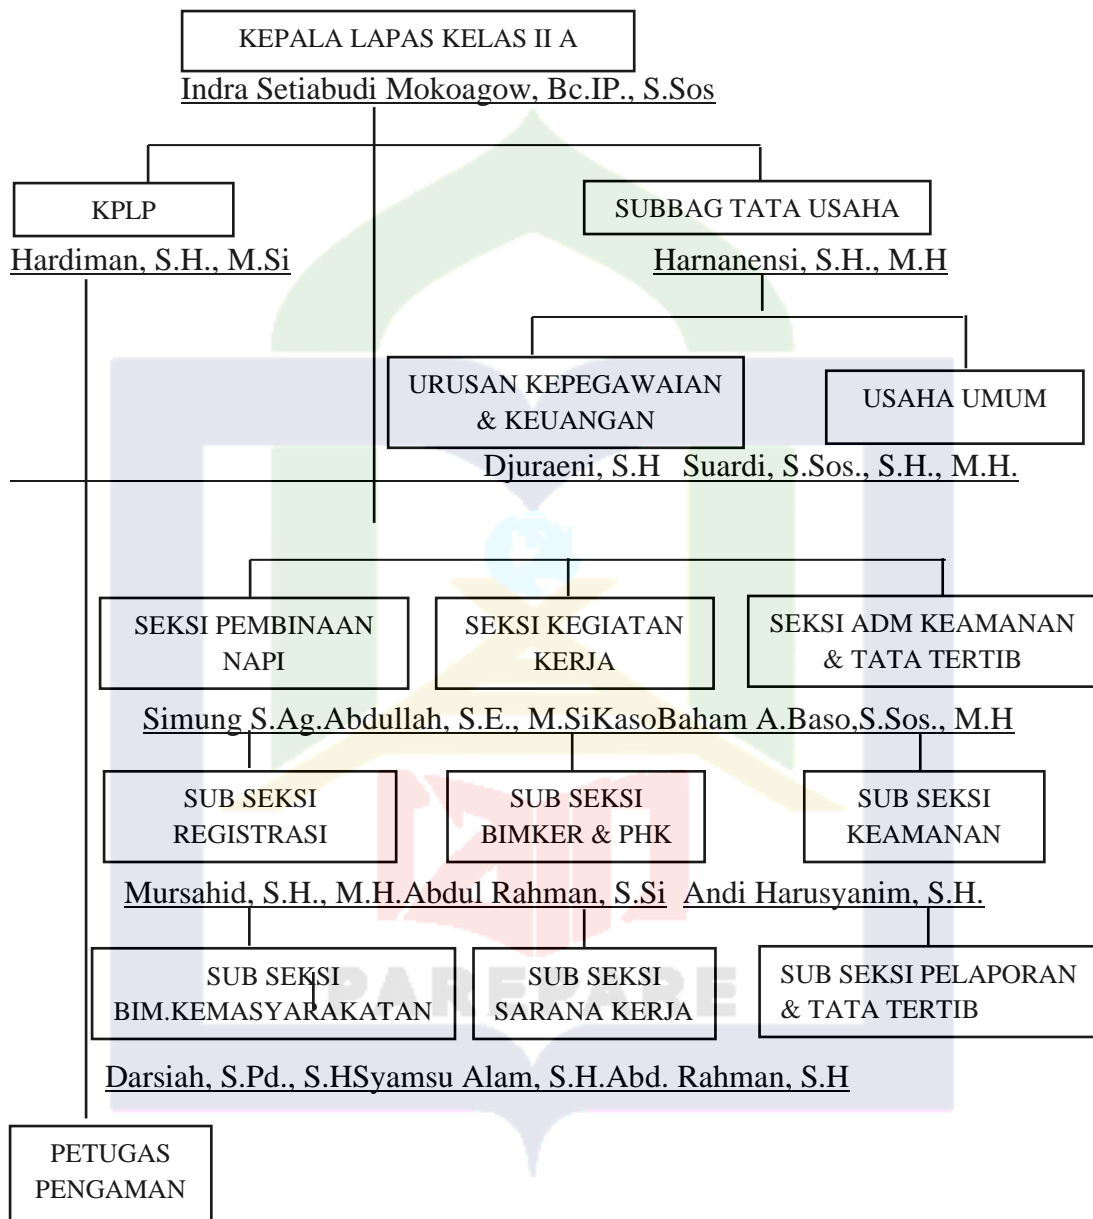 KEPALA LAPAS KELAS II A
Indra Setiabudi Mokoagow, Bc.IP., S.Sos
KPLP
SUBBAG TATA USAHA
Hardiman, S.H., M.Si
Harnanensi, S.H., M.H
URUSAN KEPEGAWAIAN
& KEUANGAN
USAHA UMUM
Djuraeni, S.H Suardi, S.Sos., S.H., M.H.
SEKSI PEMBINAAN
NAPI
SEKSI KEGIATAN
KERJA
SEKSI ADM KEAMANAN
& TATA TERTIB
Simung S.Ag.Abdullah, S.E., M.SiKasoBaham A.Baso,S.Sos., M.H
SUB SEKSI
REGISTRASI
SUB SEKSI
BIMKER & PHK
SUB SEKSI
KEAMANAN
Mursahid, S.H., M.H.Abdul Rahman, S.Si Andi Harusyanim, S.H.
SUB SEKSI
BIM.KEMASYARAKATAN
SUB SEKSI
SARANA KERJA
SUB SEKSI PELAPORAN
& TATA TERTIB
PAREPARE
Darsiah, S.Pd., S.HSyamsu Alam, S.H.Abd. Rahman, S.H
PETUGAS
PENGAMAN